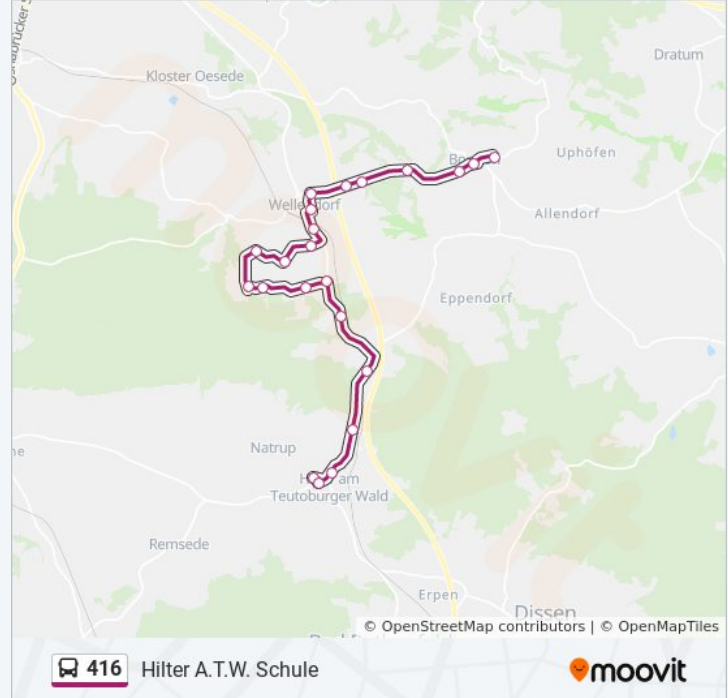 Dratum
Kloster Oesede
Uphöfen
Allendorf
Eppendorf
Natrup
Teutoburger Wald
Remsede
Erpen
Dissen
© OpenStreetMap contributors | © OpenMapTiles
416 Hilter A.T.W. Schule
moovit